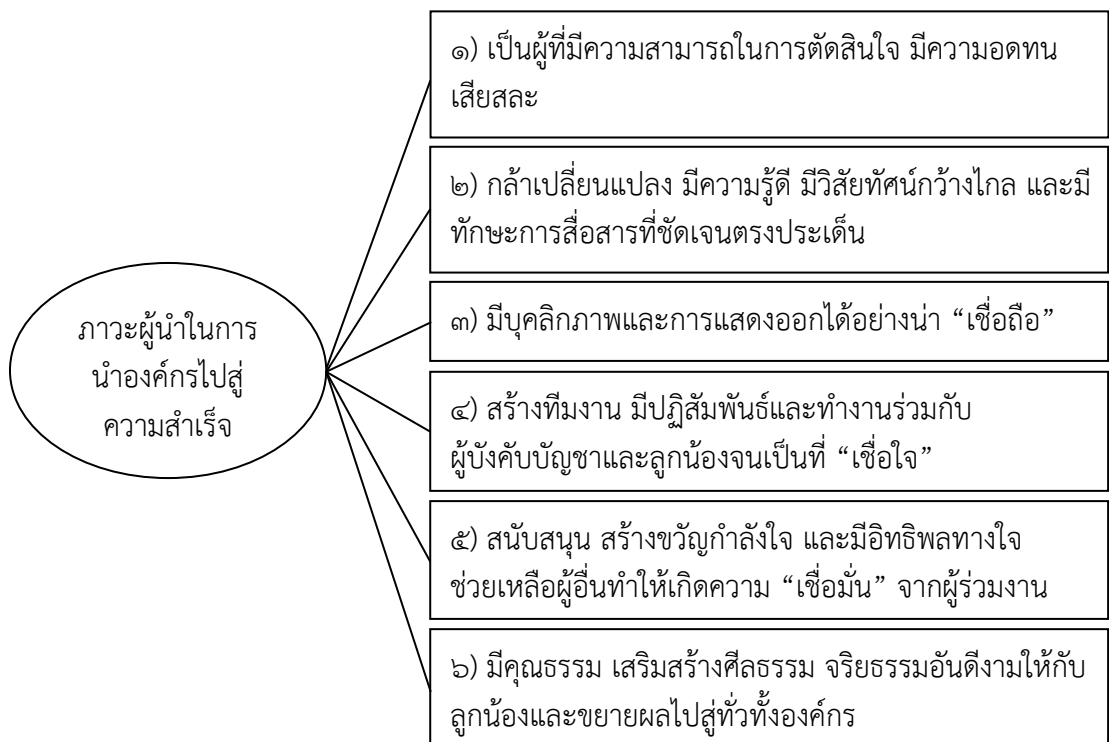 ๑) เป็นผู้ที่มีความสามารถในการตัดสินใจ มีความอดทน
เสียสละ
๒) กล้าเปลี่ยนแปลง มีความรู้ดี มีวิสัยทัศน์กว้างไกล และมี
ทักษะการสื่อสารที่ชัดเจนตรงประเด็น
ภาวะผู้นำในการ
นำองค์กรไปสู่
ความสำเร็จ
๓) มีบุคลิกภาพและการแสดงออกได้อย่างน่า “เชื่อถือ”
๔) สร้างทีมงาน มีปฏิสัมพันธ์และทำงานร่วมกับ
ผู้บังคับบัญชาและลูกน้องจนเป็นที่ “เชื่อใจ”
๕) สนับสนุน สร้างขวัญกำลังใจ และมีอิทธิพลทางใจ
ช่วยเหลือผู้อื่นทำให้เกิดความ “เชื่อมั่น” จากผู้ร่วมงาน
๖) มีคุณธรรม เสริมสร้างศีลธรรม จริยธรรมอันดีงามให้กับ
ลูกน้องและขยายผลไปสู่ทั่วทั้งองค์กร